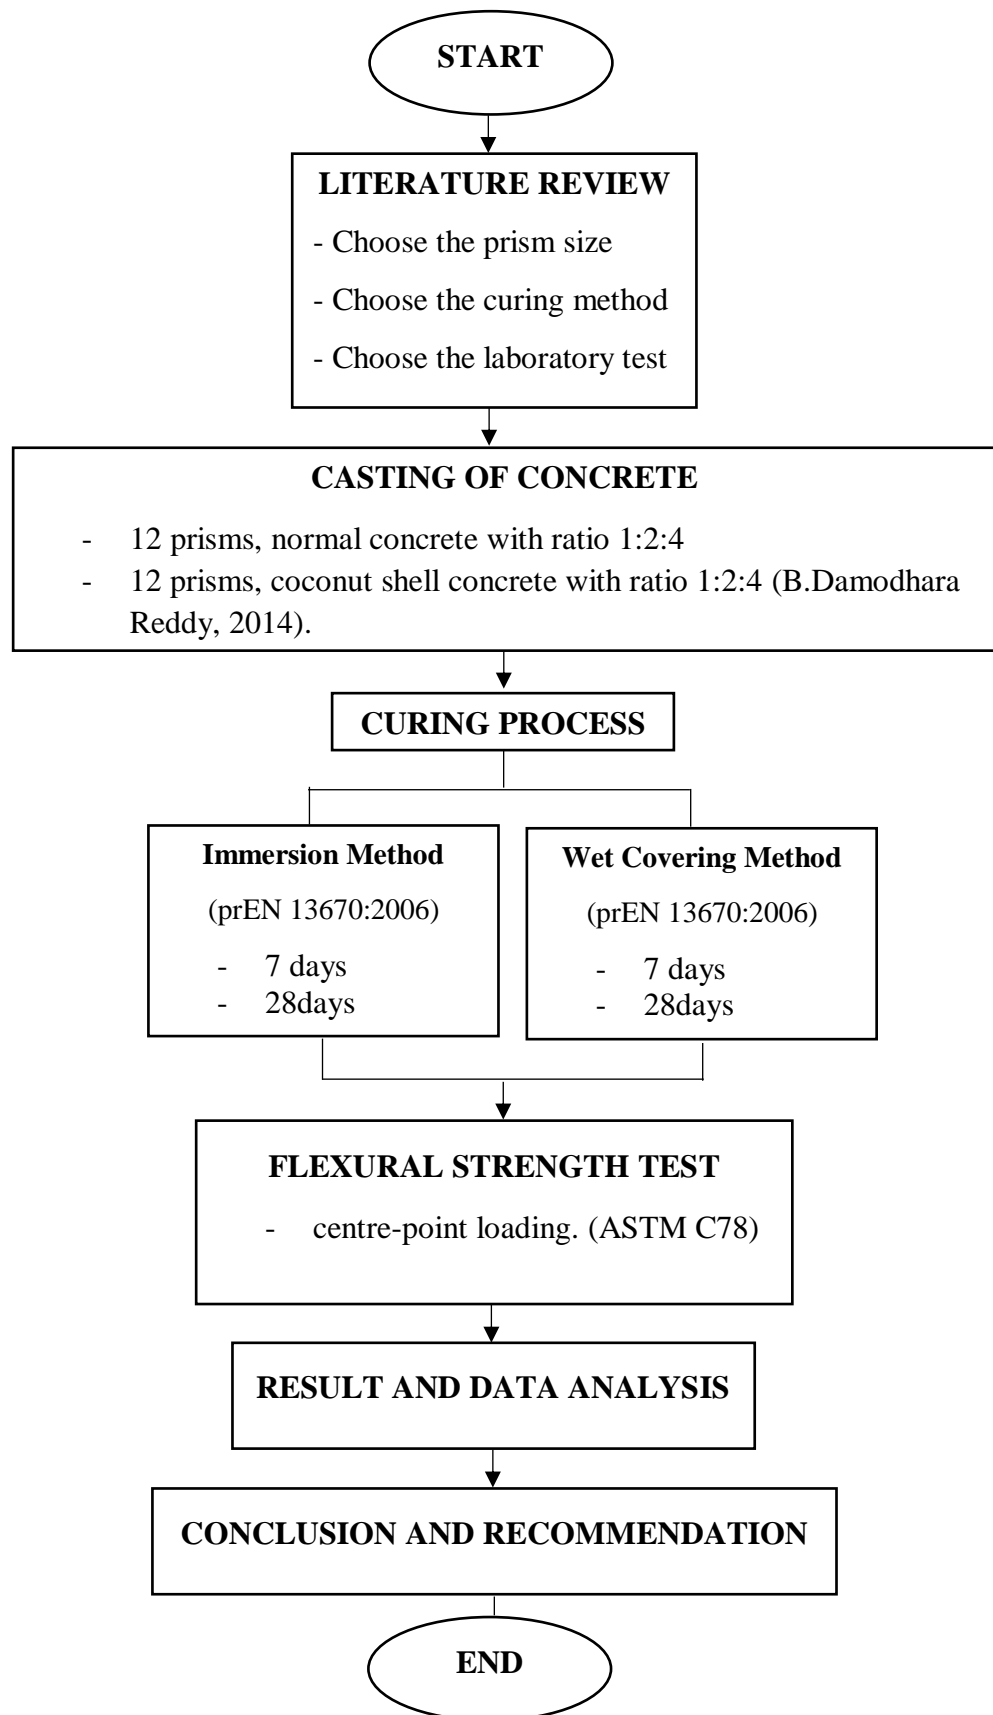 START
LITERATURE REVIEW
- Choose the prism size
- Choose the curing method
- Choose the laboratory test
CASTING OF CONCRETE
- 12 prisms, normal concrete with ratio 1:2:4
- 12 prisms, coconut shell concrete with ratio 1:2:4 (B.Damodhara
Reddy, 2014).
CURING PROCESS
Immersion Method
(prEN 13670:2006)
- 7 days
- 28days
Wet Covering Method
(prEN 13670:2006)
- 7 days
- 28days
FLEXURAL STRENGTH TEST
- centre-point loading. (ASTM C78)
RESULT AND DATA ANALYSIS
CONCLUSION AND RECOMMENDATION
END